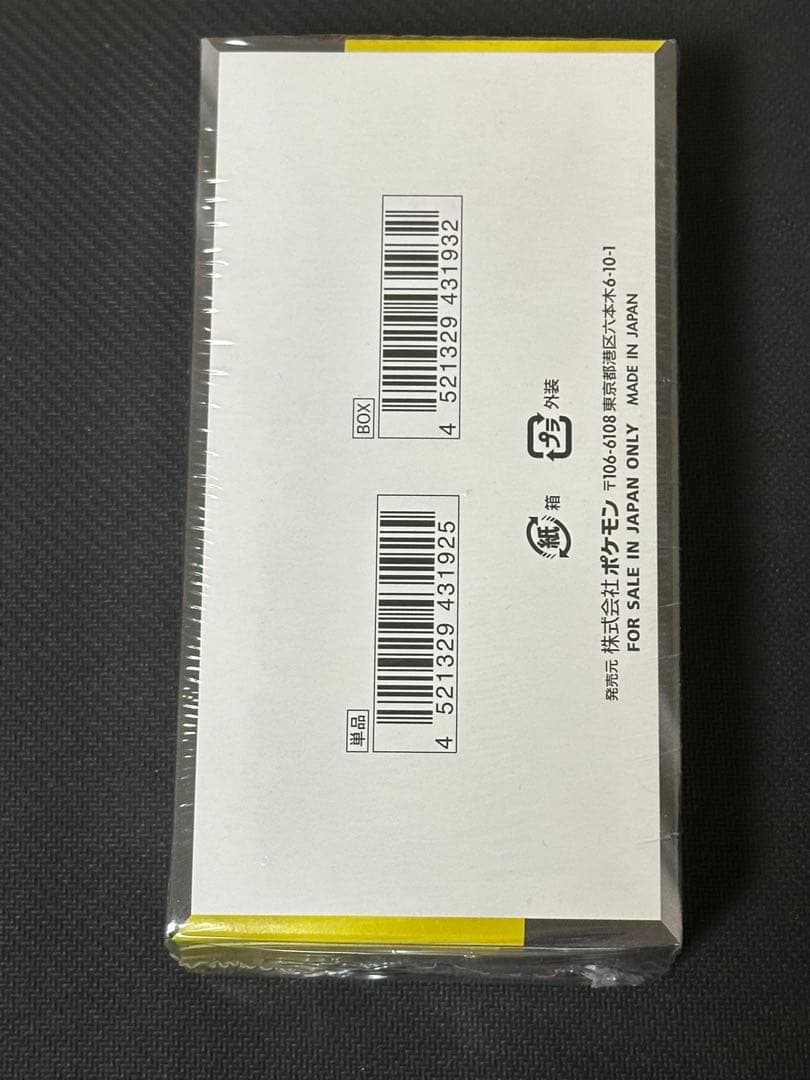 単品
4 521329 431925
BOX
4 521329 431932
紙 箱
プラ 外装
発売元 株式会社ポケモン 〒106-6108 東京都港区六本木6-10-1
FOR SALE IN JAPAN ONLY MADE IN JAPAN